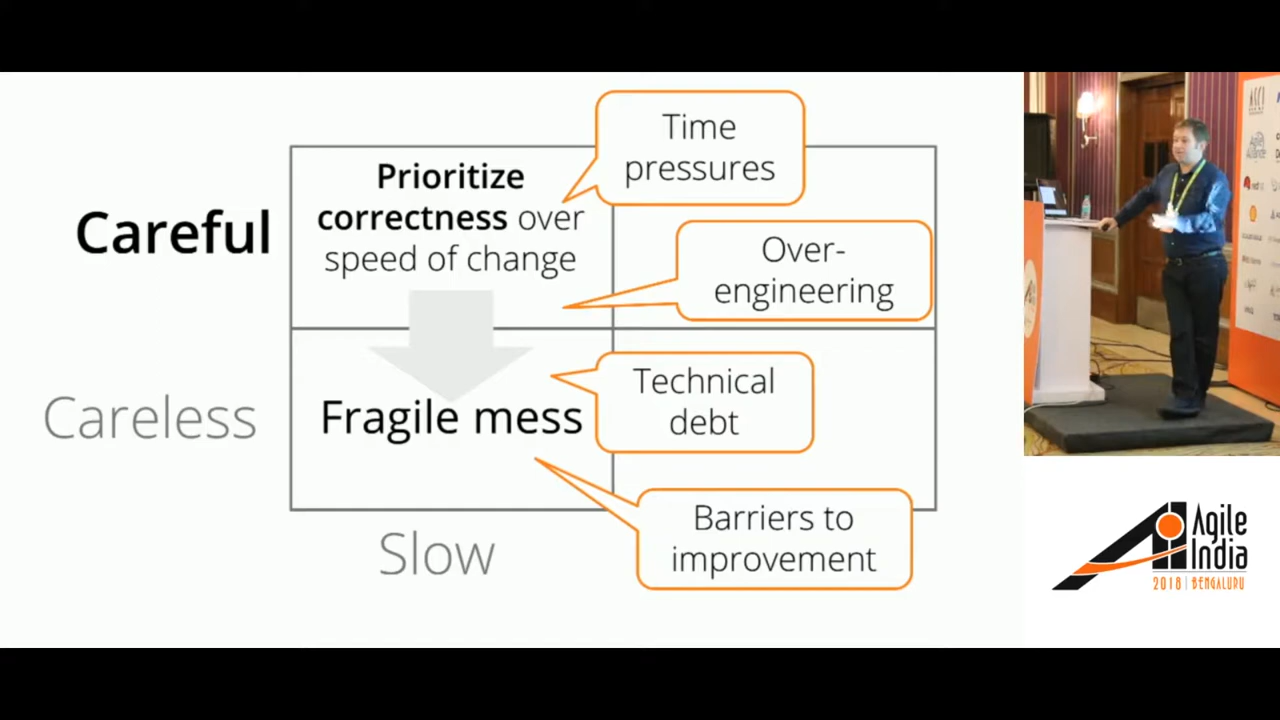 Time
pressures
Prioritize
correctness over
speed of change
Careful
Over-
engineering
Technical
debt
Careless
Fragile mess
Barriers to
improvement
Slow
Agile
India
2018 | BENGALURU